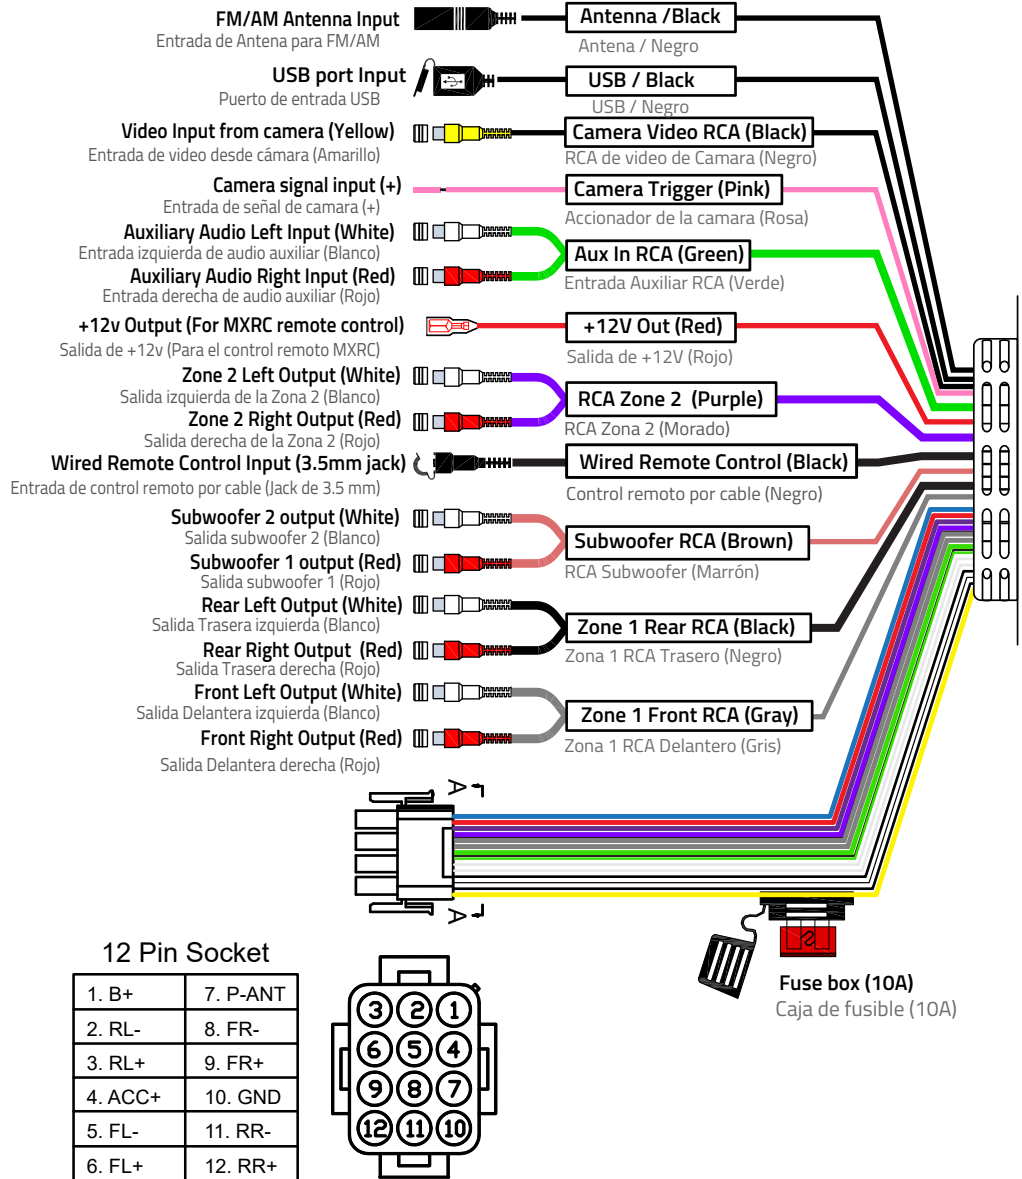 FM/AM Antenna Input
Entrada de Antena para FM/AM
Antenna /Black
Antena / Negro
USB port Input
Puerto de entrada USB
USB / Black
USB / Negro
Video Input from camera (Yellow)
Entrada de video desde cámara (Amarillo)
Camera Video RCA (Black)
RCA de video de Camara (Negro)
Camera signal input (+)
Entrada de señal de camara (+)
Camera Trigger (Pink)
Accionador de la camara (Rosa)
Auxiliary Audio Left Input (White)
Entrada izquierda de audio auxiliar (Blanco)
Auxiliary Audio Right Input (Red)
Entrada derecha de audio auxiliar (Rojo)
Aux In RCA (Green)
Entrada Auxiliar RCA (Verde)
+12v Output (For MXRC remote control)
Salida de +12v (Para el control remoto MXRC)
+12V Out (Red)
Salida de +12V (Rojo)
Zone 2 Left Output (White)
Salida izquierda de la Zona 2 (Blanco)
Zone 2 Right Output (Red)
Salida derecha de la Zona 2 (Rojo)
RCA Zone 2 (Purple)
RCA Zona 2 (Morado)
Wired Remote Control Input (3.5mm jack)
Entrada de control remoto por cable (Jack de 3.5 mm)
Wired Remote Control (Black)
Control remoto por cable (Negro)
Subwoofer 2 output (White)
Salida subwoofer 2 (Blanco)
Subwoofer 1 output (Red)
Salida subwoofer 1 (Rojo)
Subwoofer RCA (Brown)
RCA Subwoofer (Marrón)
Rear Left Output (White)
Salida Trasera izquierda (Blanco)
Rear Right Output (Red)
Salida Trasera derecha (Rojo)
Zone 1 Rear RCA (Black)
Zona 1 RCA Trasero (Negro)
Front Left Output (White)
Salida Delantera izquierda (Blanco)
Front Right Output (Red)
Salida Delantera derecha (Rojo)
Zone 1 Front RCA (Gray)
Zona 1 RCA Delantero (Gris)
A
A
Fuse box (10A)
Caja de fusible (10A)
12 Pin Socket
1. B+ 7. P-ANT
2. RL- 8. FR-
3. RL+ 9. FR+
4. ACC+ 10. GND
5. FL- 11. RR-
6. FL+ 12. RR+
3 2 1
6 5 4
9 8 7
12 11 10